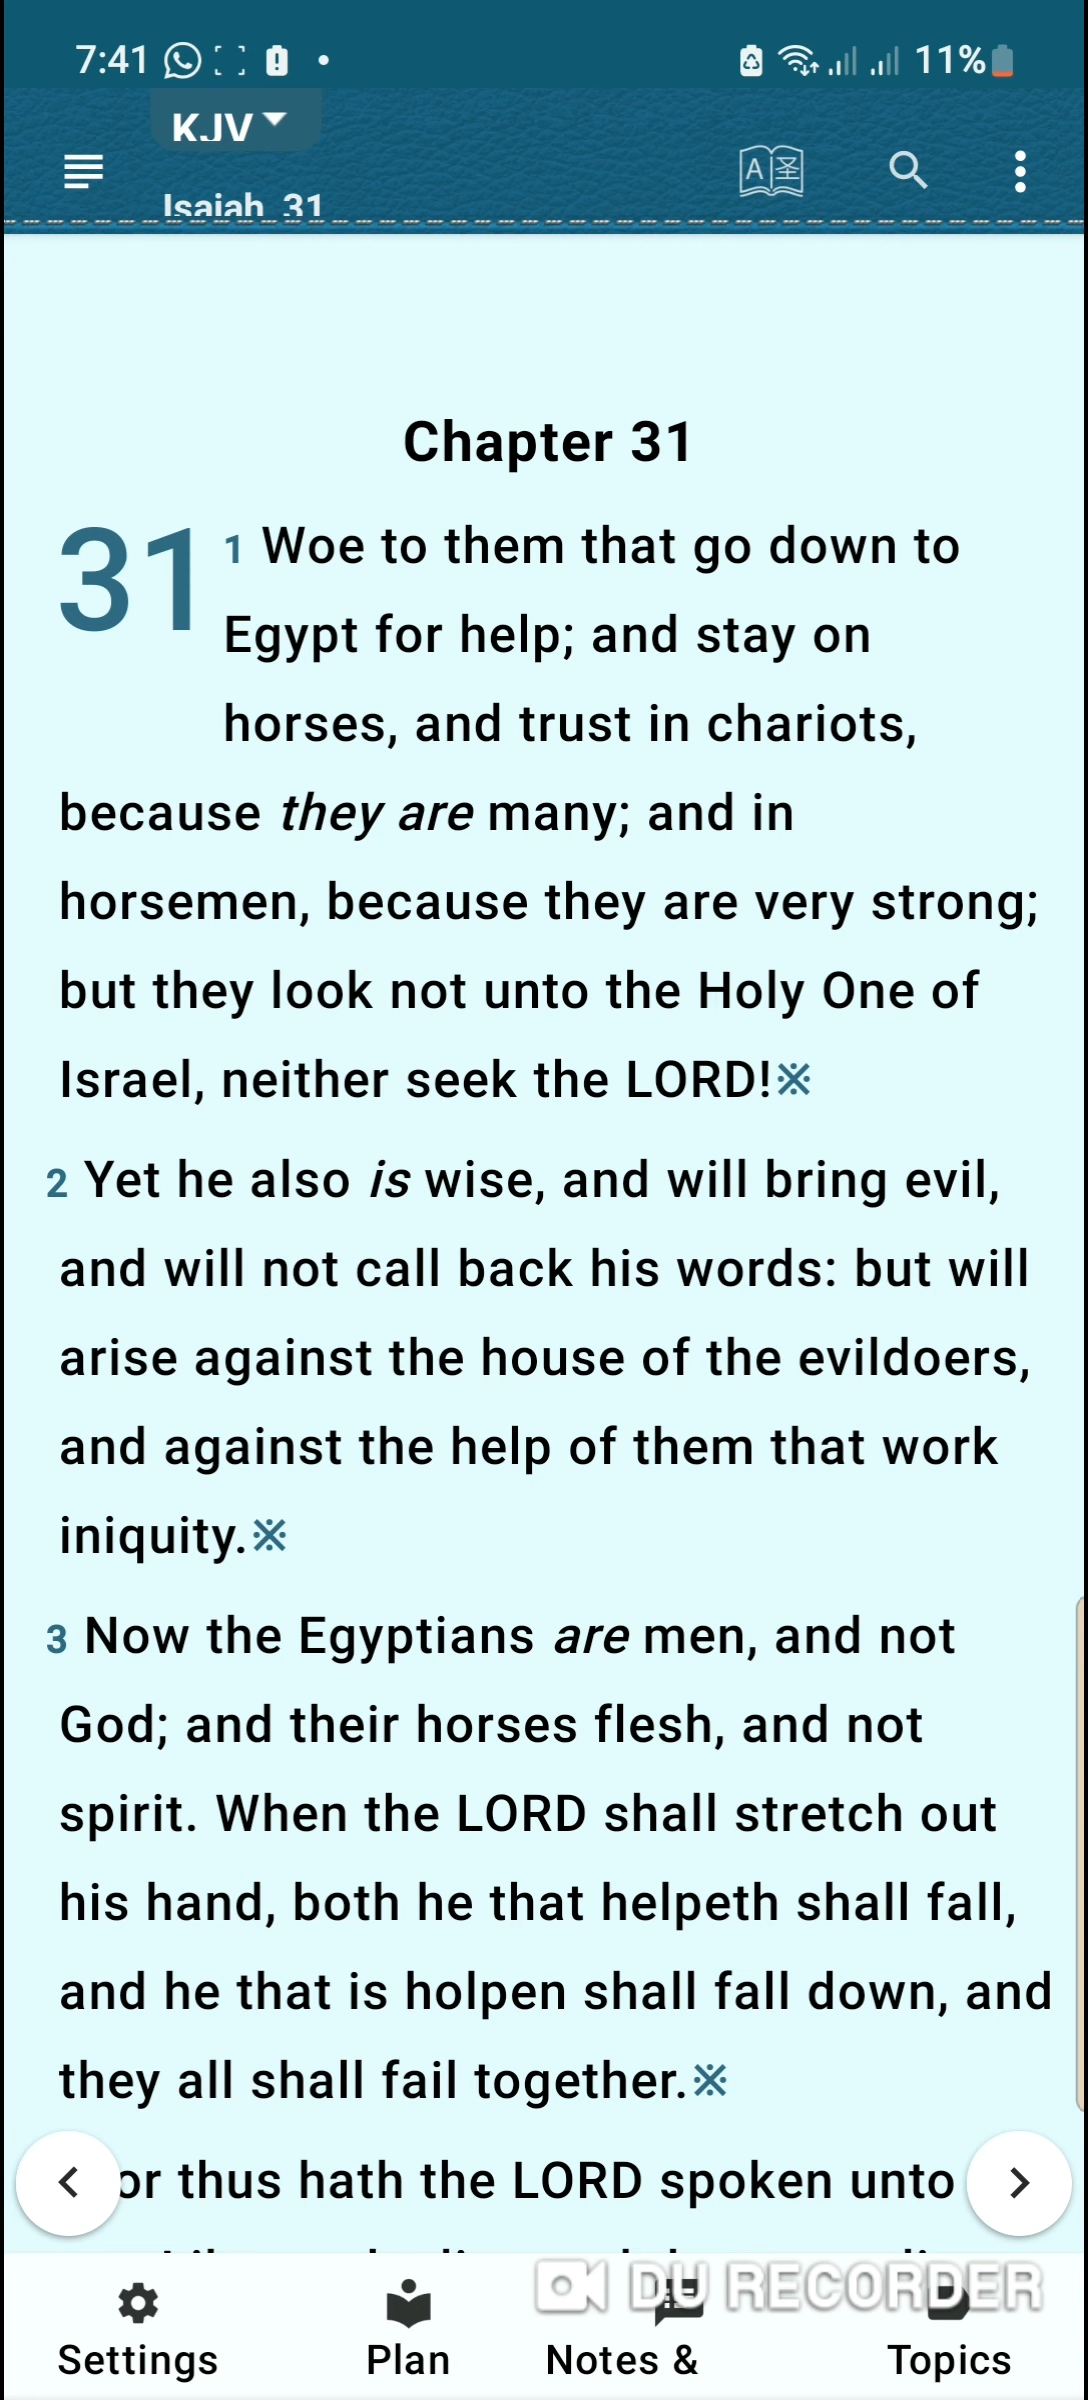 7:41 11%
KJV
Isaiah 31
Chapter 31
31 1 Woe to them that go down to
Egypt for help; and stay on
horses, and trust in chariots,
because they are many; and in
horsemen, because they are very strong;
but they look not unto the Holy One of
Israel, neither seek the LORD!※
2 Yet he also is wise, and will bring evil,
and will not call back his words: but will
arise against the house of the evildoers,
and against the help of them that work
iniquity.※
3 Now the Egyptians are men, and not
God; and their horses flesh, and not
spirit. When the LORD shall stretch out
his hand, both he that helpeth shall fall,
and he that is holpen shall fall down, and
they all shall fail together.※
or thus hath the LORD spoken unto
DU RECORDER
Settings Plan Notes & Topics